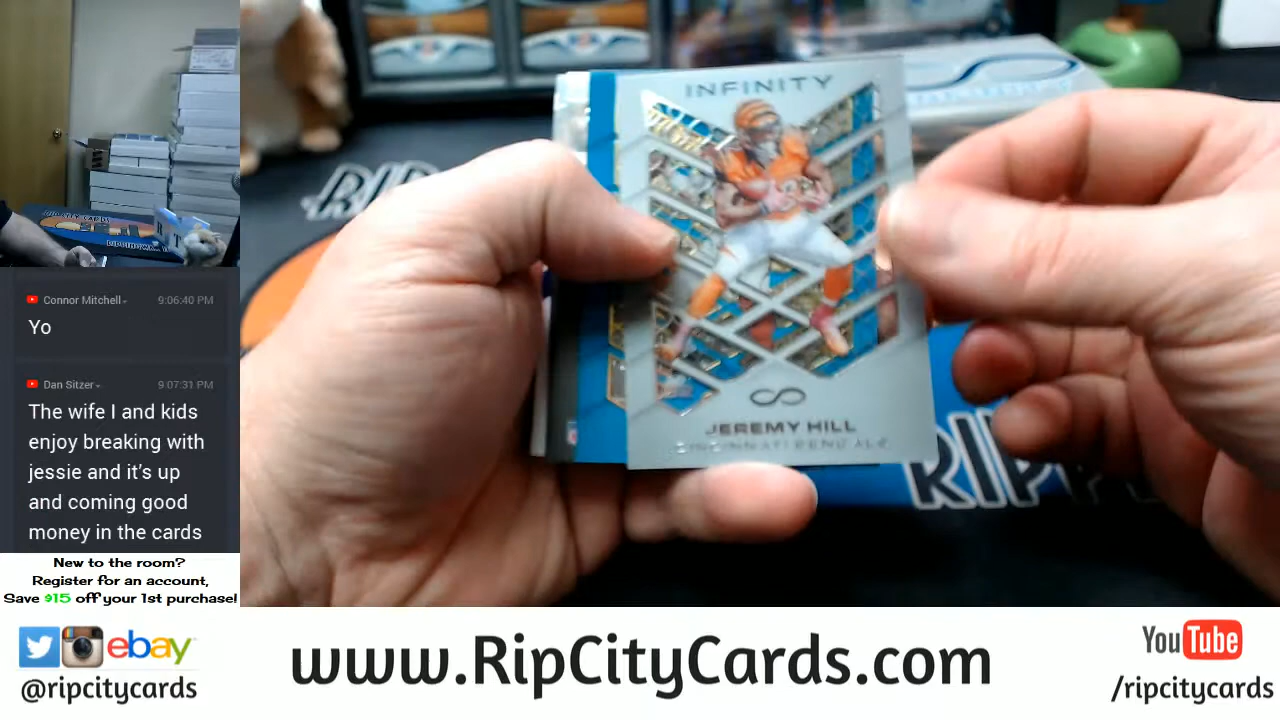 Connor Mitchell
9:06:40 PM
Yo
Dan Sitzer
9:07:31 PM
The wife I and kids
enjoy breaking with
jessie and it's up
and coming good
money in the cards
New to the room?
Register for an account,
Save $15 off your 1st purchase!
INFINITY
JEREMY HILL
CINCINNATI BENGALS
RIP CITY CARDS
ebay
@ripcitycards
www.RipCityCards.com
YouTube
/ripcitycards